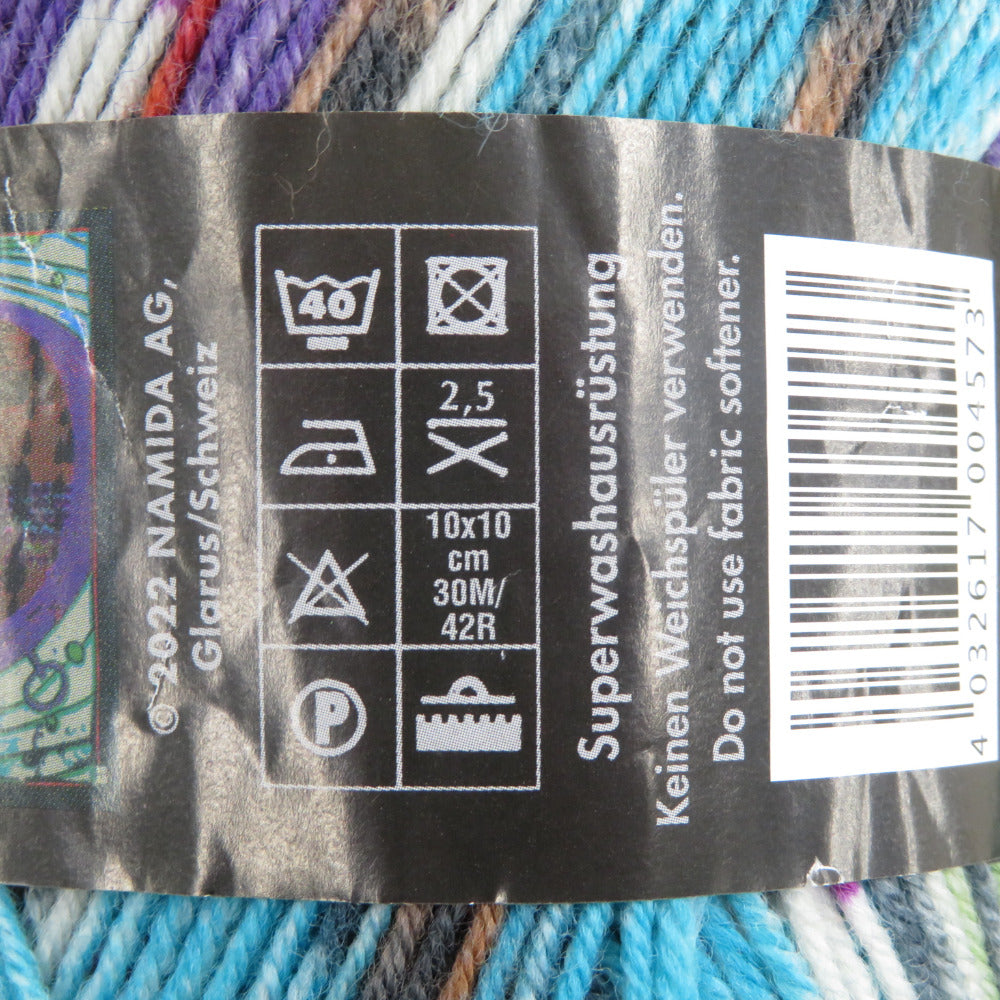 © 2022 NAMIDA AG,
Glarus/Schweiz
40
2,5
10x10
cm
30M/
42R
P
Superwashausrüstung
Keinen Weichspüler verwenden.
Do not use fabric softener.
4 032617 004573